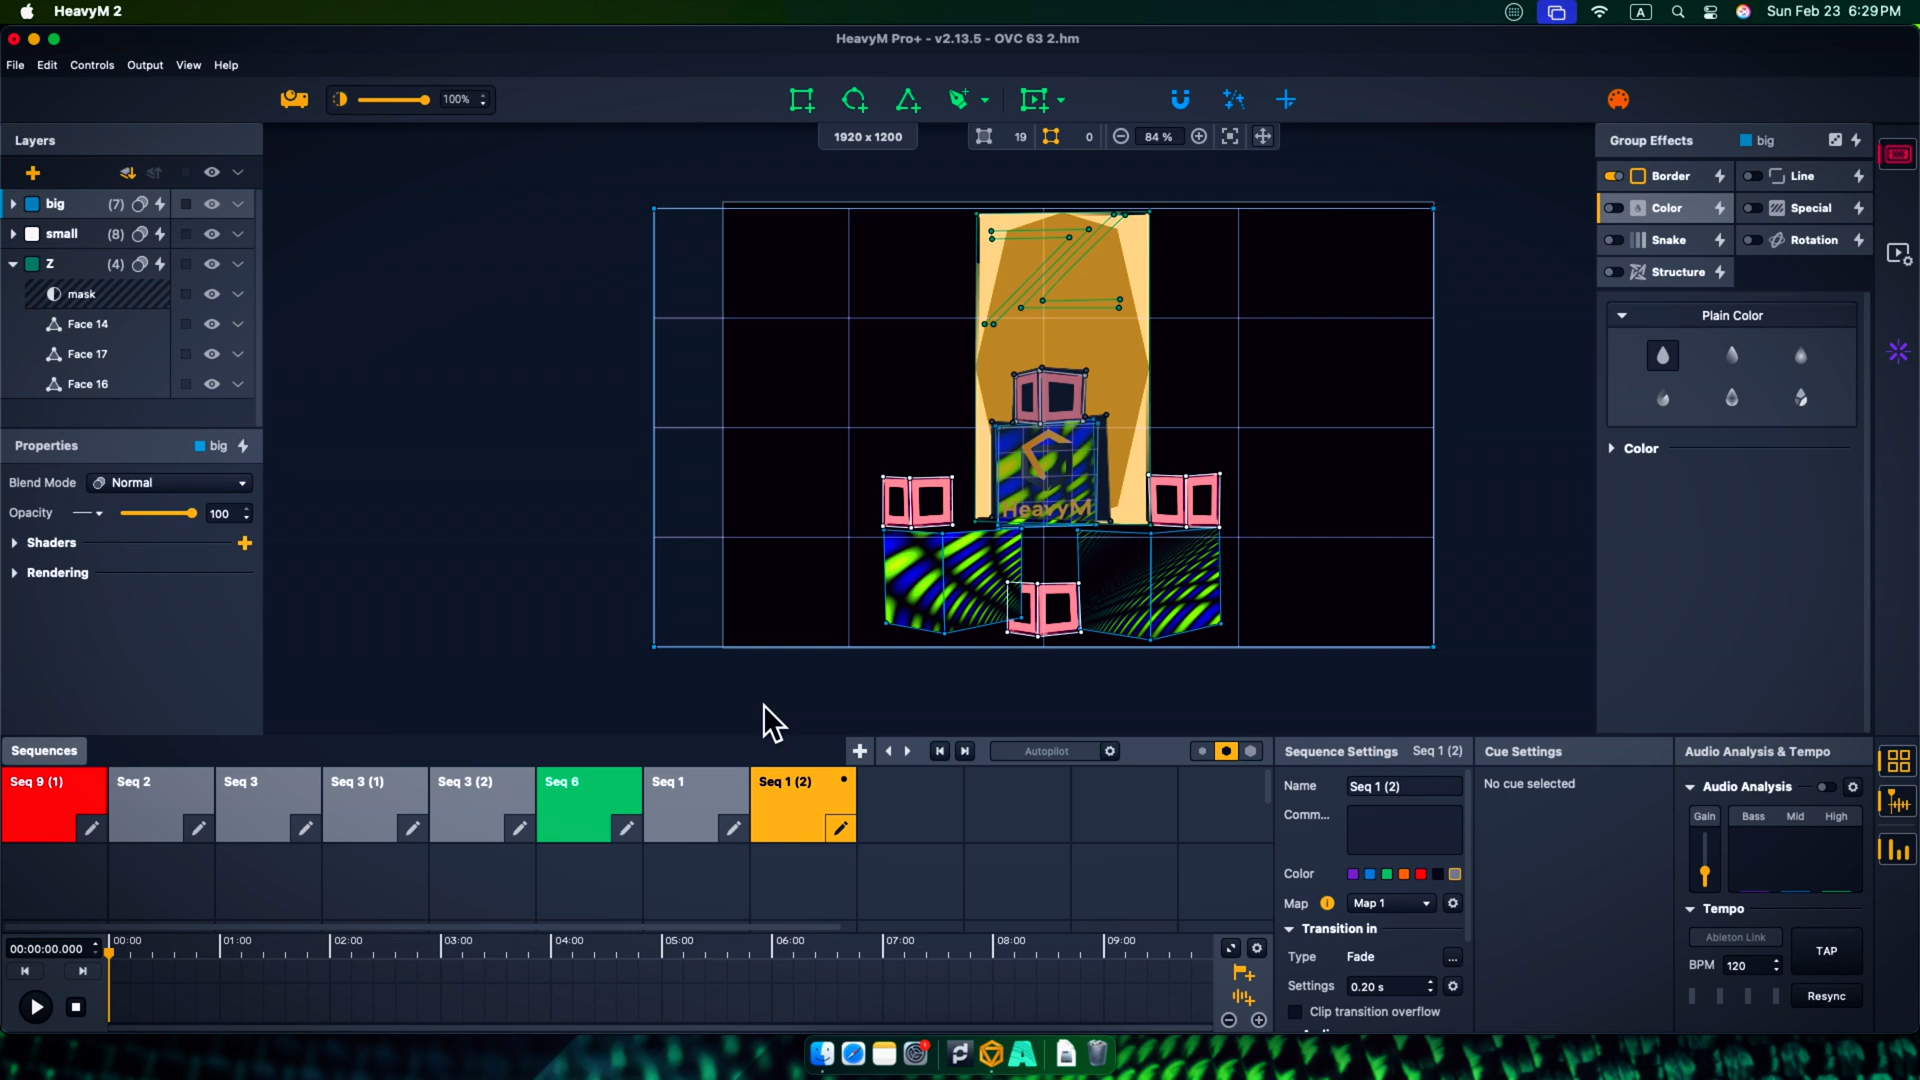 HeavyM 2
A
Sun Feb 23 6:29 PM
HeavyM Pro+ - v2.13.5 - OVC 63 2.hm
File Edit Controls Output View Help
100%
1920 x 1200
19
0
84 %
Layers
big (7)
small (8)
Z (4)
mask
Face 14
Face 17
Face 16
Properties big
Blend Mode Normal
Opacity 100
Shaders
Rendering
HeavyM
Group Effects big
Border Line
Color Special
Snake Rotation
Structure
Plain Color
Color
Sequences
Autopilot
Seq 9 (1) Seq 2 Seq 3 Seq 3 (1) Seq 3 (2) Seq 6 Seq 1 Seq 1 (2)
00:00:00.000 00:00 01:00 02:00 03:00 04:00 05:00 06:00 07:00 08:00 09:00
Sequence Settings Seq 1 (2)
Name Seq 1 (2)
Comm...
Color
Map Map 1
Transition in
Type Fade ...
Settings 0.20 s
Clip transition overflow
Cue Settings
No cue selected
Audio Analysis & Tempo
Audio Analysis
Gain Bass Mid High
Tempo
Ableton Link
TAP
BPM 120
Resync